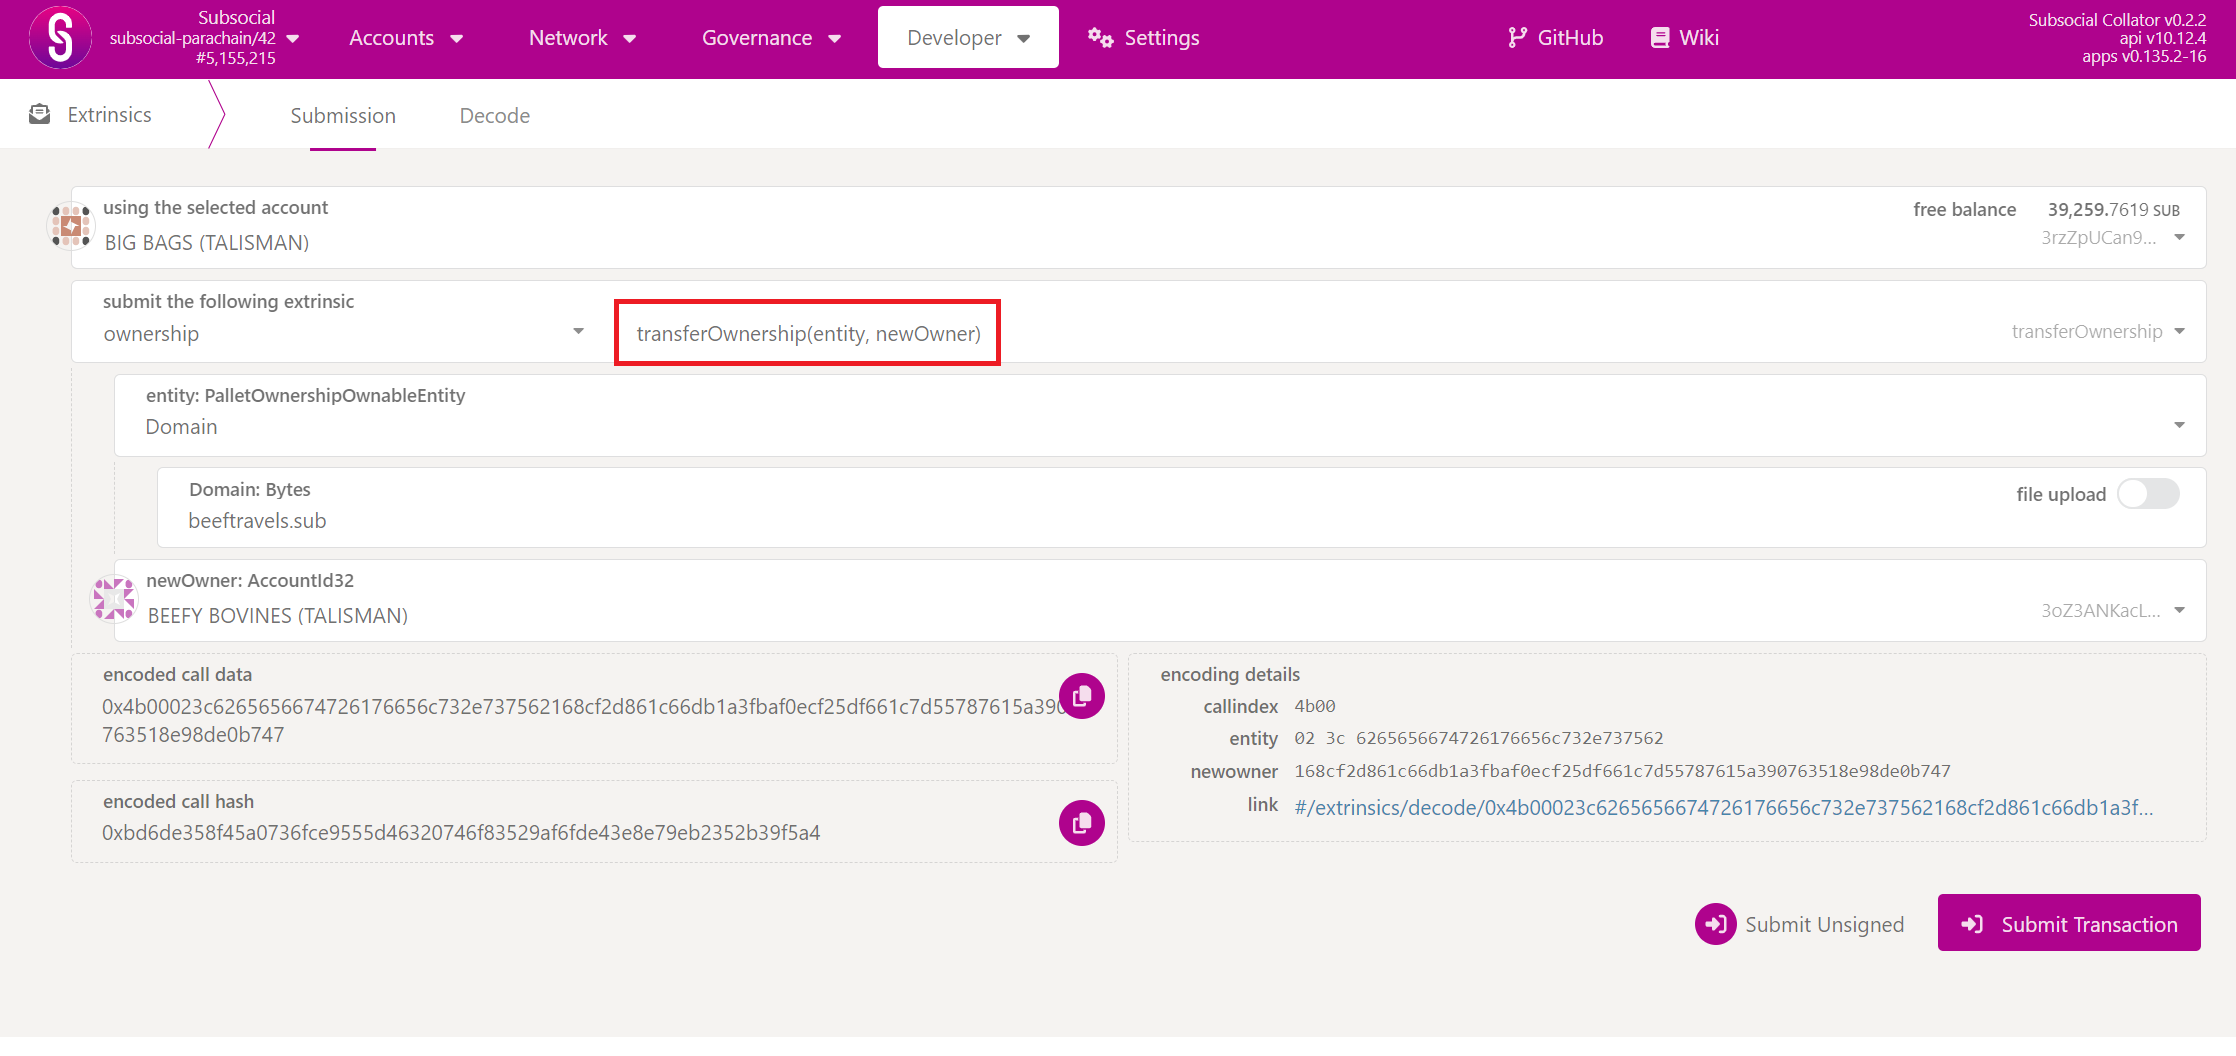 Subsocial
subsocial-parachain/42
#5,155,215
Accounts
Network
Governance
Developer
Settings
GitHub
Wiki
Subsocial Collator v0.2.2
api v10.12.4
apps v0.135.2-16
Extrinsics
Submission
Decode
using the selected account
BIG BAGS (TALISMAN)
free balance 39,259.7619 SUB
3rzZpUCan9...
submit the following extrinsic
ownership
transferOwnership(entity, newOwner)
transferOwnership
entity: PalletOwnershipOwnableEntity
Domain
Domain: Bytes
beeftravels.sub
file upload
newOwner: AccountId32
BEEFY BOVINES (TALISMAN)
3oZ3ANKacL...
encoded call data
0x4b00023c6265656674726176656c732e737562168cf2d861c66db1a3fbaf0ecf25df661c7d55787615a390
763518e98de0b747
encoded call hash
0xbd6de358f45a0736fce9555d46320746f83529af6fde43e8e79eb2352b39f5a4
encoding details
callindex 4b00
entity 02 3c 6265656674726176656c732e737562
newowner 168cf2d861c66db1a3fbaf0ecf25df661c7d55787615a390763518e98de0b747
link #/extrinsics/decode/0x4b00023c6265656674726176656c732e737562168cf2d861c66db1a3f...
Submit Unsigned
Submit Transaction